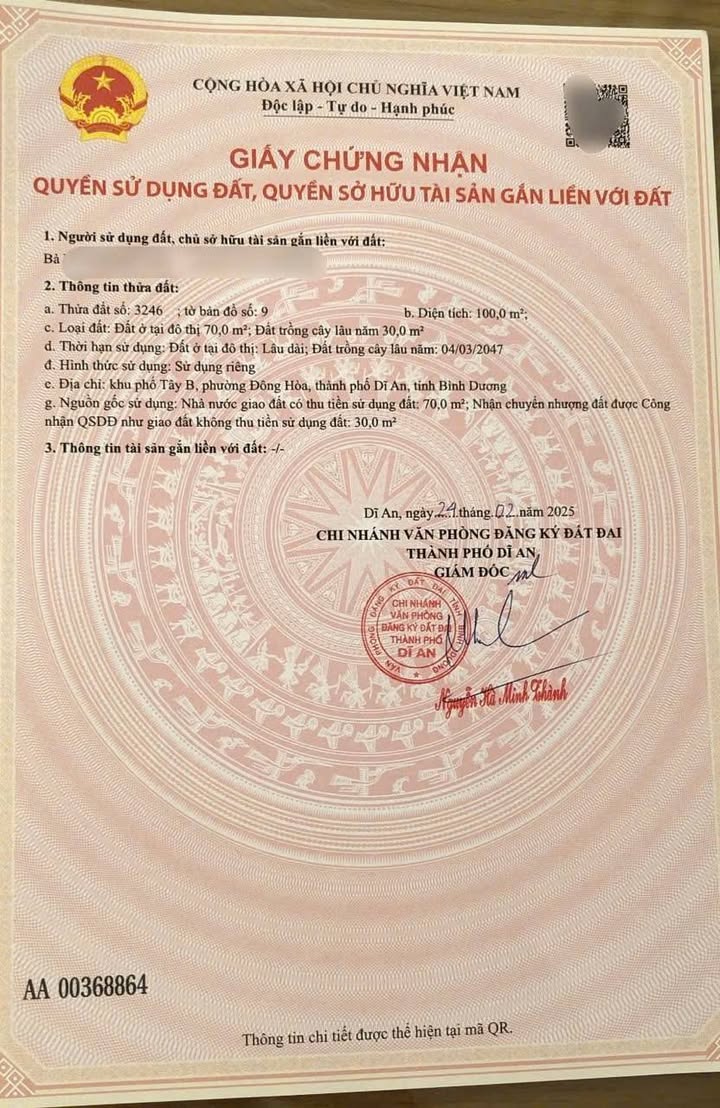 CỘNG HÒA XÃ HỘI CHỦ NGHĨA VIỆT NAM
Độc lập - Tự do - Hạnh phúc
GIẤY CHỨNG NHẬN
QUYỀN SỬ DỤNG ĐẤT, QUYỀN SỞ HỮU TÀI SẢN GẮN LIỀN VỚI ĐẤT
1. Người sử dụng đất, chủ sở hữu tài sản gắn liền với đất:
Bà
2. Thông tin thửa đất:
a. Thửa đất số: 3246 ; tờ bản đồ số: 9 b. Diện tích: 100,0 m²;
c. Loại đất: Đất ở tại đô thị 70,0 m²; Đất trồng cây lâu năm 30,0 m²
d. Thời hạn sử dụng: Đất ở tại đô thị: Lâu dài; Đất trồng cây lâu năm: 04/03/2047
đ. Hình thức sử dụng: Sử dụng riêng
e. Địa chỉ: khu phố Tây B, phường Đông Hòa, thành phố Dĩ An, tỉnh Bình Dương
g. Nguồn gốc sử dụng: Nhà nước giao đất có thu tiền sử dụng đất: 70,0 m²; Nhận chuyển nhượng đất được Công
nhận QSDĐ như giao đất không thu tiền sử dụng đất: 30,0 m²
3. Thông tin tài sản gắn liền với đất: -/-
Dĩ An, ngày 24 tháng 02 năm 2025
CHI NHÁNH VĂN PHÒNG ĐĂNG KÝ ĐẤT ĐAI
THÀNH PHỐ DĨ AN
GIÁM ĐỐC
VĂN PHÒNG ĐĂNG KÝ ĐẤT ĐAI TỈNH BÌNH DƯƠNG
CHI NHÁNH
VĂN PHÒNG
ĐĂNG KÝ ĐẤT ĐAI
THÀNH PHỐ
DĨ AN
Nguyễn Hà Minh Thành
AA 00368864
Thông tin chi tiết được thể hiện tại mã QR.